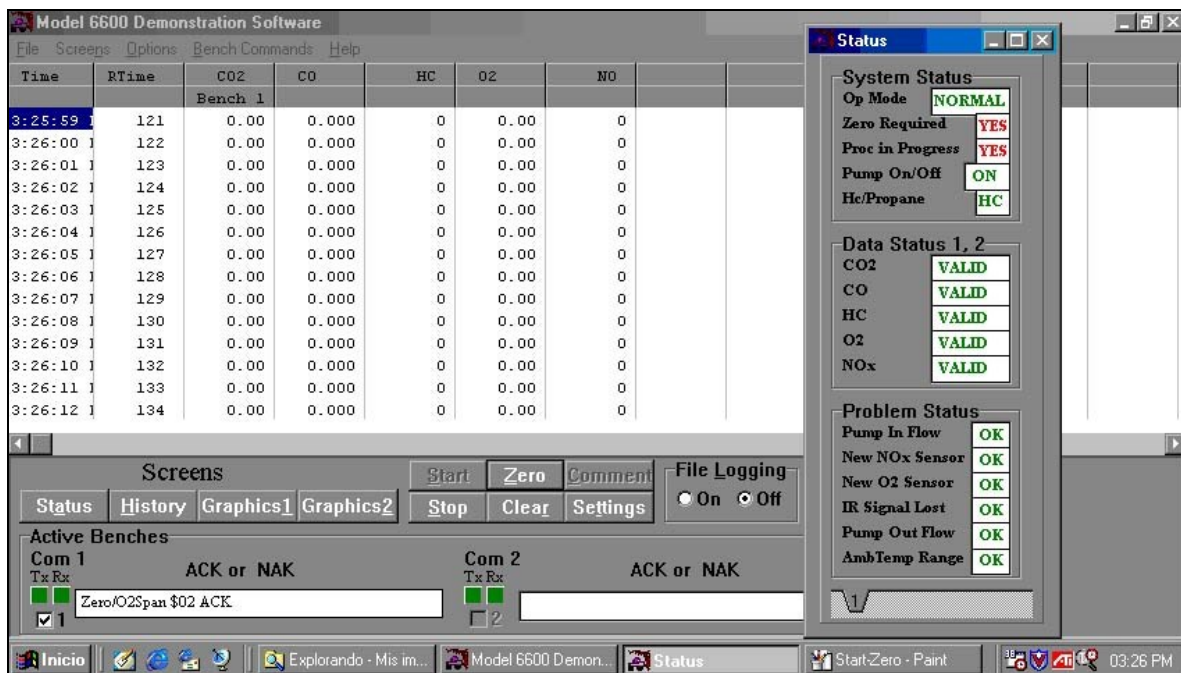 Model 6600 Demonstration Software
File Screens Options Bench Commands Help
Time RTime CO2 CO HC O2 NO
Bench 1
3:25:59 121 0.00 0.000 0 0.00 0
3:26:00 122 0.00 0.000 0 0.00 0
3:26:01 123 0.00 0.000 0 0.00 0
3:26:02 124 0.00 0.000 0 0.00 0
3:26:03 125 0.00 0.000 0 0.00 0
3:26:04 126 0.00 0.000 0 0.00 0
3:26:05 127 0.00 0.000 0 0.00 0
3:26:06 128 0.00 0.000 0 0.00 0
3:26:07 129 0.00 0.000 0 0.00 0
3:26:08 130 0.00 0.000 0 0.00 0
3:26:09 131 0.00 0.000 0 0.00 0
3:26:10 132 0.00 0.000 0 0.00 0
3:26:11 133 0.00 0.000 0 0.00 0
3:26:12 134 0.00 0.000 0 0.00 0
Screens
Status History Graphics1 Graphics2
Start Zero Comment
Stop Clear Settings
File Logging
On Off
Active Benches
Com 1
Tx Rx
ACK or NAK
Zero/O2Span $02 ACK
1
Com 2
Tx Rx
ACK or NAK
2
Status
System Status
Op Mode NORMAL
Zero Required YES
Proc in Progress YES
Pump On/Off ON
Hc/Propane HC
Data Status 1, 2
CO2 VALID
CO VALID
HC VALID
O2 VALID
NOx VALID
Problem Status
Pump In Flow OK
New NOx Sensor OK
New O2 Sensor OK
IR Signal Lost OK
Pump Out Flow OK
AmbTemp Range OK
1
Inicio Explorando - Mis im... Model 6600 Demon... Status Start-Zero - Paint ATI 03:26 PM